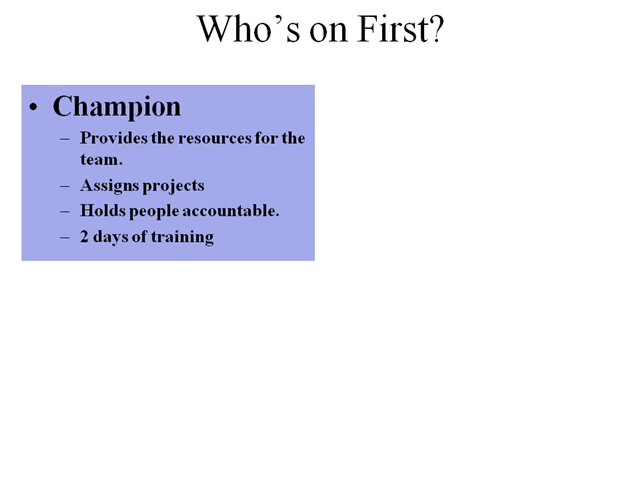 Who’s on First?
• Champion
– Provides the resources for the
team.
– Assigns projects
– Holds people accountable.
– 2 days of training